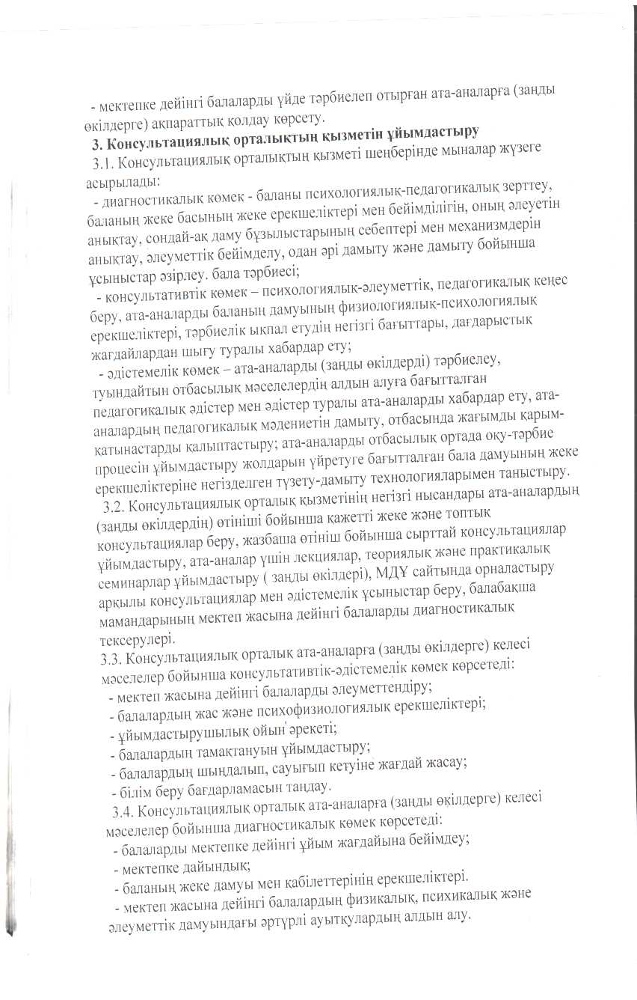 - мектепке дейінгі балаларды үйде тәрбиелеп отырған ата-аналарға (заңды
өкілдерге) ақпараттық қолдау көрсету.
3. Консультациялық орталықтың қызметін ұйымдастыру
3.1. Консультациялық орталықтың қызметі шеңберінде мыналар жүзеге
асырылады:
- диагностикалық комек - баланы психологиялық-педагогикалық зерттеу,
баланың жеке басының жеке ерекшеліктері мен бейімділігін, оның әлеуетін
анықтау, сондай-ақ даму бұзылыстарының себептері мен механизмдерін
анықтау, әлеуметтік бейімделу, одан әрі дамыту және дамыту бойынша
ұсыныстар әзірлеу. бала тәрбиесі;
- консультативтік көмек – психологиялық-әлеуметтік, педагогикалық кеңес
беру, ата-аналарды баланың дамуының физиологиялық-психологиялық
ерекшеліктері, тәрбиелік ықпал етудің негізгі бағыттары, дағдарыстық
жағдайлардан шығу туралы хабардар ету;
- әдістемелік көмек – ата-аналарды (заңды өкілдерді) тәрбиелеу,
туындайтын отбасылық мәселелердің алдын алуға бағытталған
педагогикалық әдістер мен әдістер туралы ата-аналарды хабардар ету, ата-
аналардың педагогикалық мәдениетін дамыту, отбасында жағымды қарым-
қатынастарды қалыптастыру; ата-аналарды отбасылық ортада оқу-тәрбие
процесін ұйымдастыру жолдарын үйретуге бағытталған бала дамуының жеке
ерекшеліктеріне негізделген түзету-дамыту технологияларымен таныстыру.
3.2. Консультациялық орталық қызметінің негізгі нысандары ата-аналардың
(заңды өкілдердің) өтініші бойынша қажетті жеке және топтық
консультациялар беру, жазбаша өтініш бойынша сырттай консультациялар
ұйымдастыру, ата-аналар үшін лекциялар, теориялық және практикалық
семинарлар ұйымдастыру ( заңды өкілдері), МДҰ сайтында орналастыру
арқылы консультациялар мен әдістемелік ұсыныстар беру, балабақша
мамандарының мектеп жасына дейінгі балаларды диагностикалық
тексерулері.
3.3. Консультациялық орталық ата-аналарға (заңды өкілдерге) келесі
мәселелер бойынша консультативтік-әдістемелік көмек көрсетеді:
- мектеп жасына дейінгі балаларды әлеуметтендіру;
- балалардың жас және психофизиологиялық ерекшеліктері;
- ұйымдастырушылық ойын әрекеті;
- балалардың тамақтануын ұйымдастыру;
- балалардың шыңдалып, сауығып кетуіне жағдай жасау;
- білім беру бағдарламасын таңдау.
3.4. Консультациялық орталық ата-аналарға (заңды өкілдерге) келесі
мәселелер бойынша диагностикалық көмек көрсетеді:
- балаларды мектепке дейінгі ұйым жағдайына бейімдеу;
- мектепке дайындық;
- баланың жеке дамуы мен қабілеттерінің ерекшеліктері.
- мектеп жасына дейінгі балалардың физикалық, психикалық және
әлеуметтік дамуындағы әртүрлі ауытқулардың алдын алу.